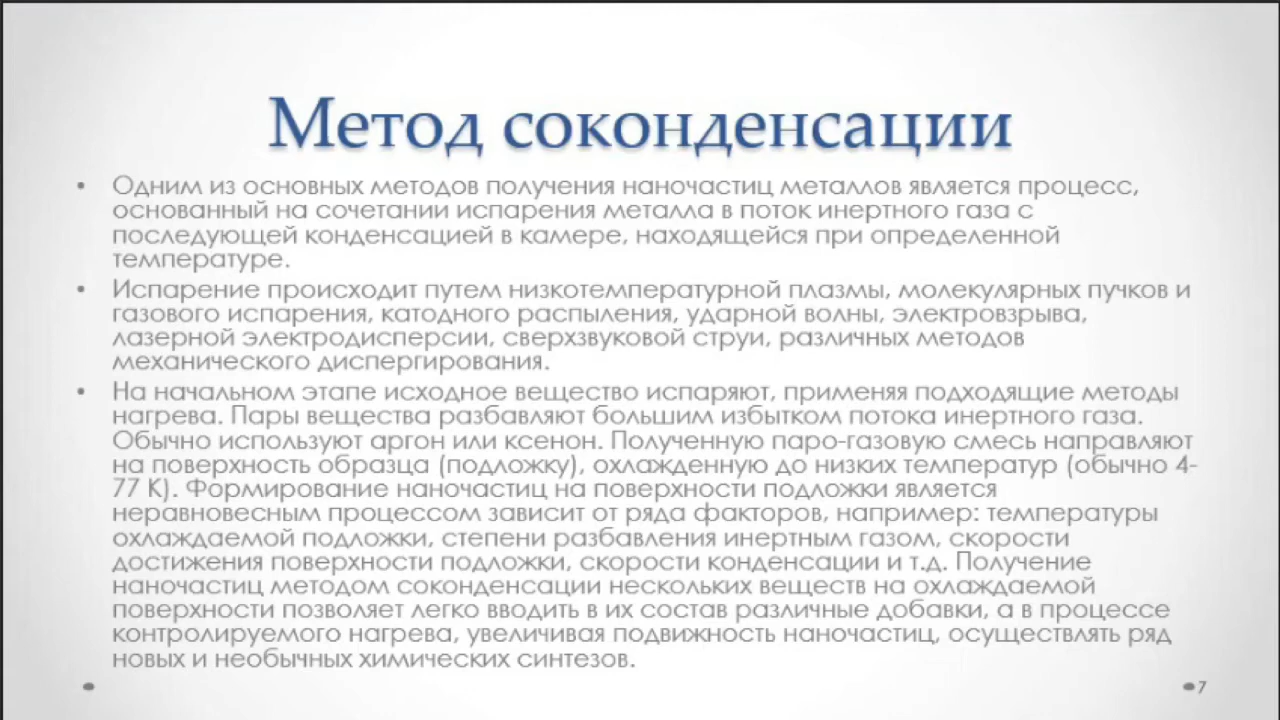 Метод соконденсации
• Одним из основных методов получения наночастиц металлов является процесс,
основанный на сочетании испарения металла в поток инертного газа с
последующей конденсацией в камере, находящейся при определенной
температуре.
• Испарение происходит путем низкотемпературной плазмы, молекулярных пучков и
газового испарения, катодного распыления, ударной волны, электровзрыва,
лазерной электродисперсии, сверхзвуковой струи, различных методов
механического диспергирования.
• На начальном этапе исходное вещество испаряют, применяя подходящие методы
нагрева. Пары вещества разбавляют большим избытком потока инертного газа.
Обычно используют аргон или ксенон. Полученную паро-газовую смесь направляют
на поверхность образца (подложку), охлажденную до низких температур (обычно 4-
77 К). Формирование наночастиц на поверхности подложки является
неравновесным процессом зависит от ряда факторов, например: температуры
охлаждаемой подложки, степени разбавления инертным газом, скорости
достижения поверхности подложки, скорости конденсации и т.д. Получение
наночастиц методом соконденсации нескольких веществ на охлаждаемой
поверхности позволяет легко вводить в их состав различные добавки, а в процессе
контролируемого нагрева, увеличивая подвижность наночастиц, осуществлять ряд
новых и необычных химических синтезов.
7